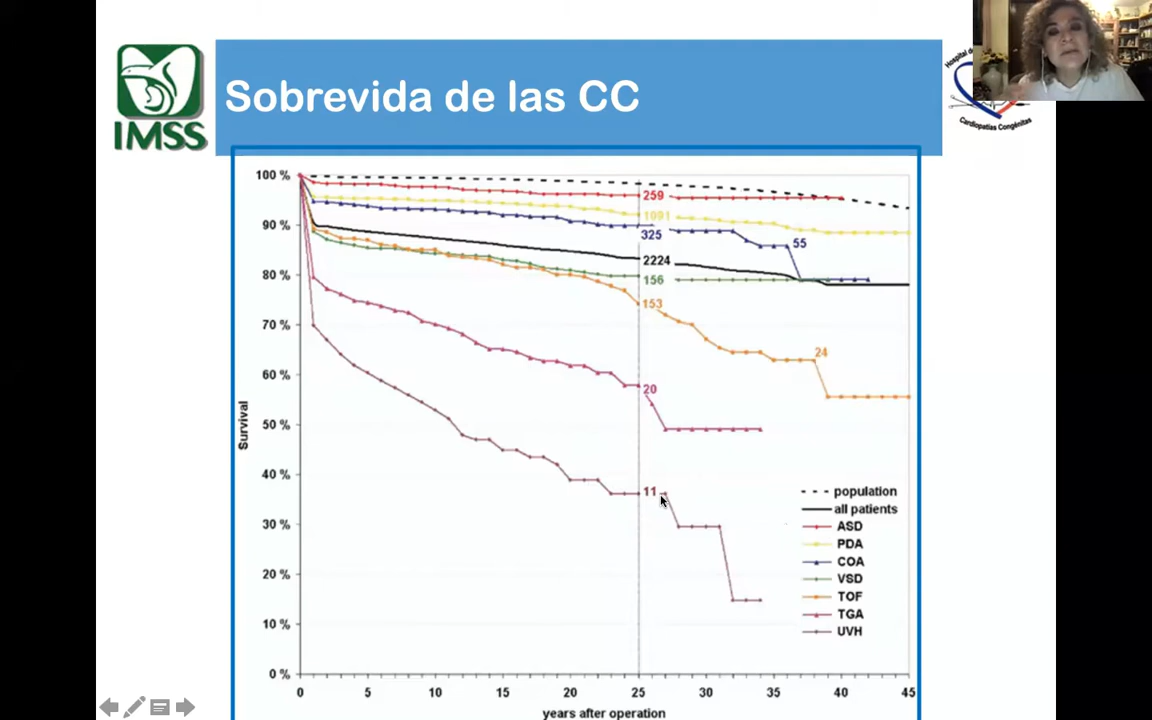 Sobrevida de las CC
IMSS
Hospital de
Cardiopatías Congénitas
Survival
100 %
90 %
80 %
70 %
60 %
50 %
40 %
30 %
20 %
10 %
0 %
259
1091
325
55
2224
156
153
24
20
11
population
all patients
ASD
PDA
COA
VSD
TOF
TGA
UVH
0 5 10 15 20 25 30 35 40 45
years after operation